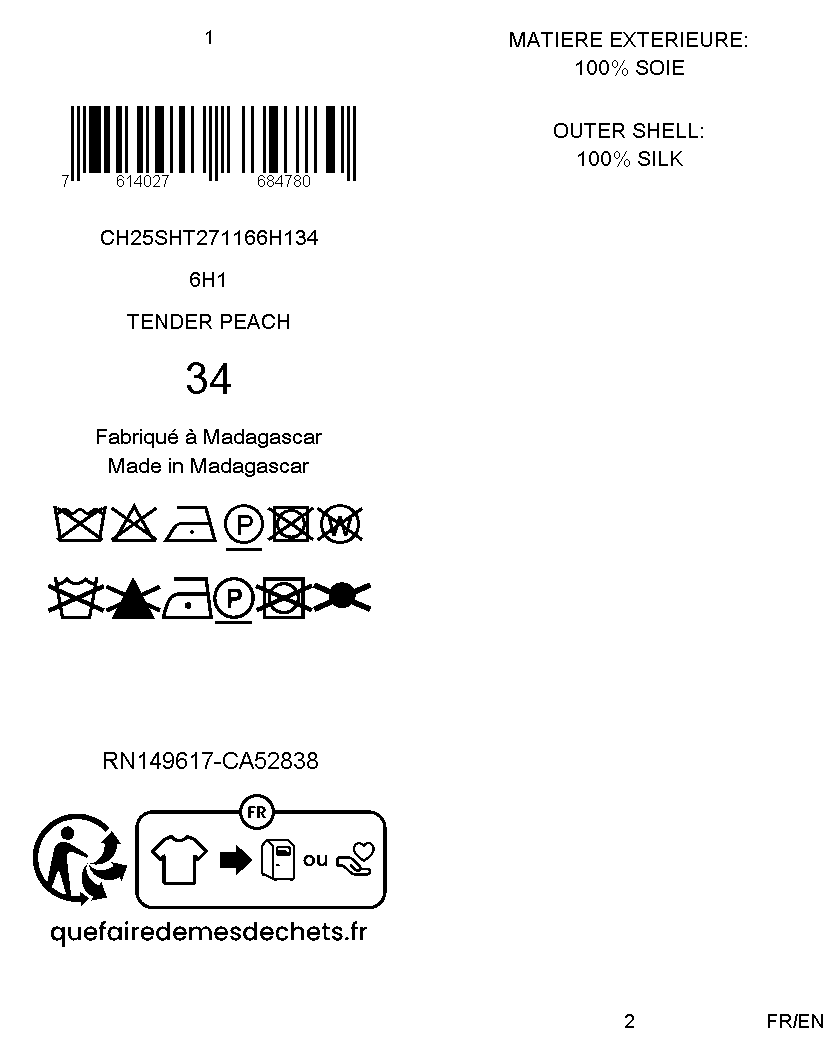 1
7 614027 684780
CH25SHT271166H134
6H1
TENDER PEACH
34
Fabriqué à Madagascar
Made in Madagascar
P W
P
RN149617-CA52838
FR
ou
quefairedemesdechets.fr
MATIERE EXTERIEURE:
100% SOIE
OUTER SHELL:
100% SILK
2
FR/EN